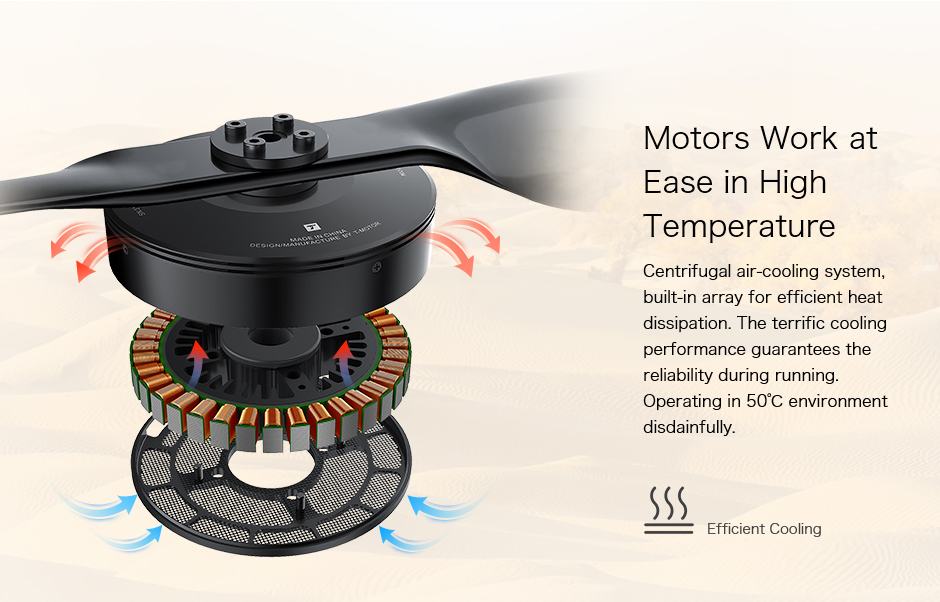 MADE IN CHINA
DESIGN/MANUFACTURE BY T-MOTOR
Motors Work at
Ease in High
Temperature
Centrifugal air-cooling system,
built-in array for efficient heat
dissipation. The terrific cooling
performance guarantees the
reliability during running.
Operating in 50°C environment
disdainfully.
Efficient Cooling